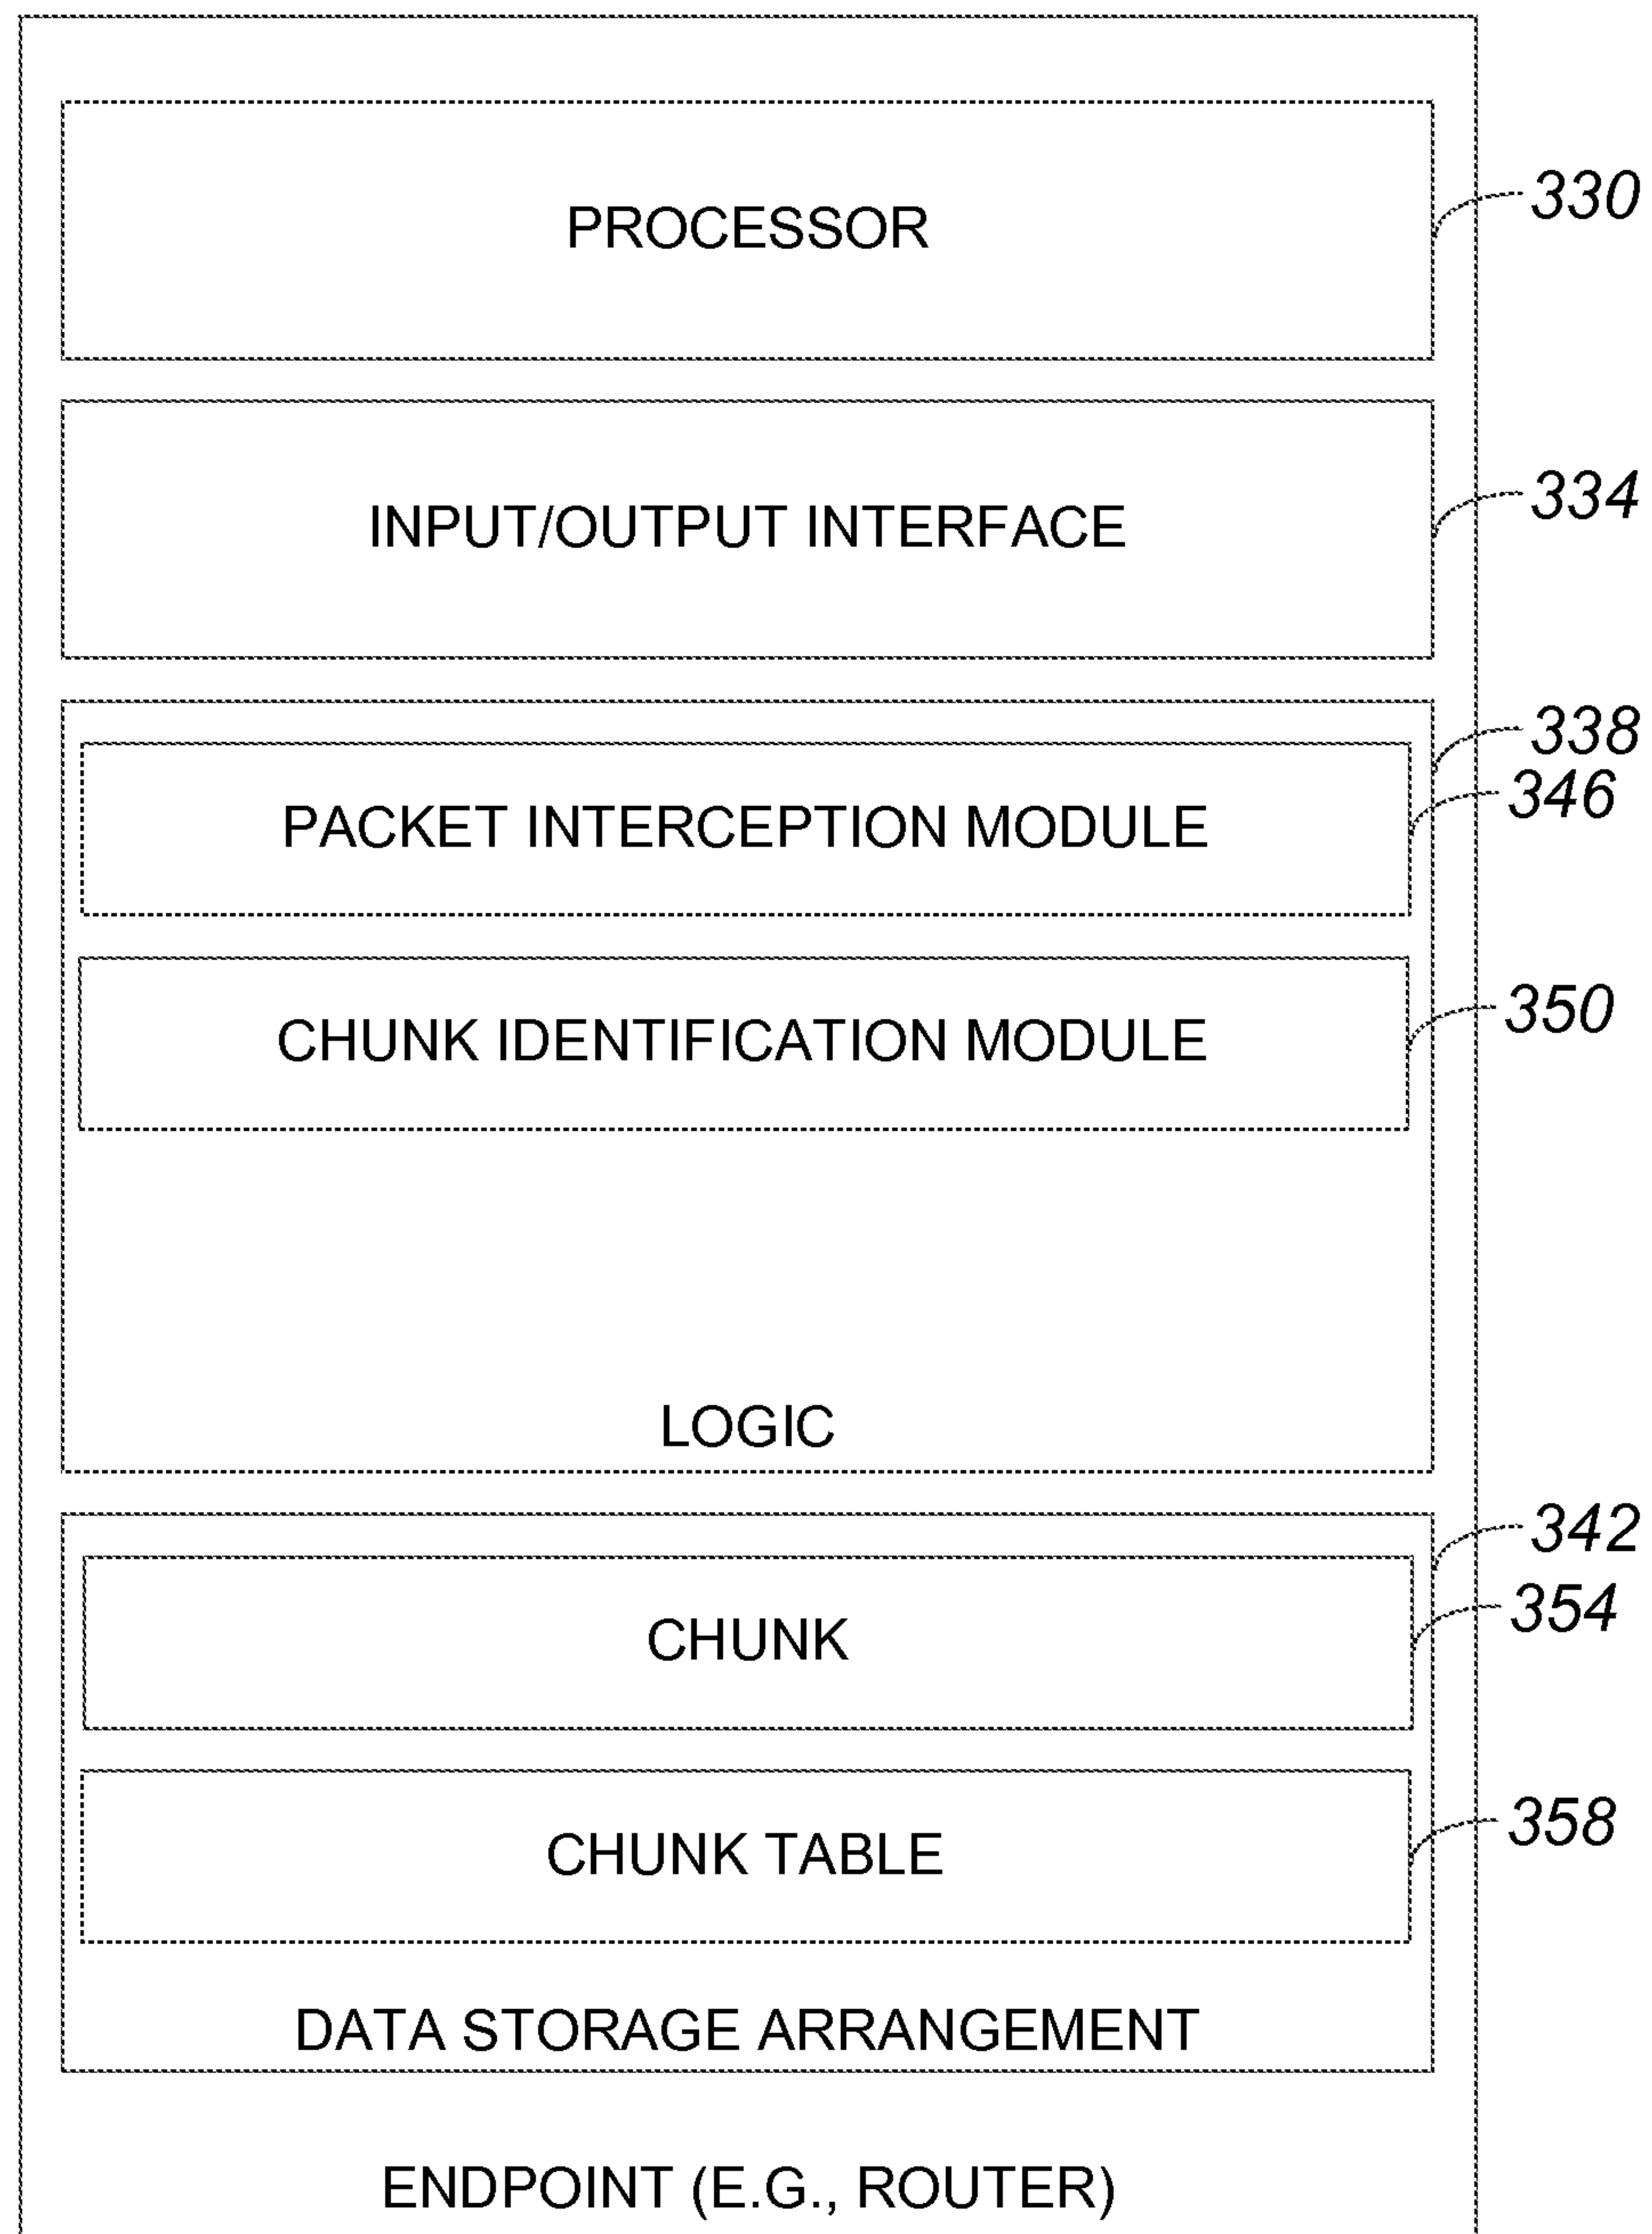 PROCESSOR
330
INPUT/OUTPUT INTERFACE
334
338
PACKET INTERCEPTION MODULE
346
CHUNK IDENTIFICATION MODULE
350
LOGIC
342
CHUNK
354
CHUNK TABLE
358
DATA STORAGE ARRANGEMENT
ENDPOINT (E.G., ROUTER)